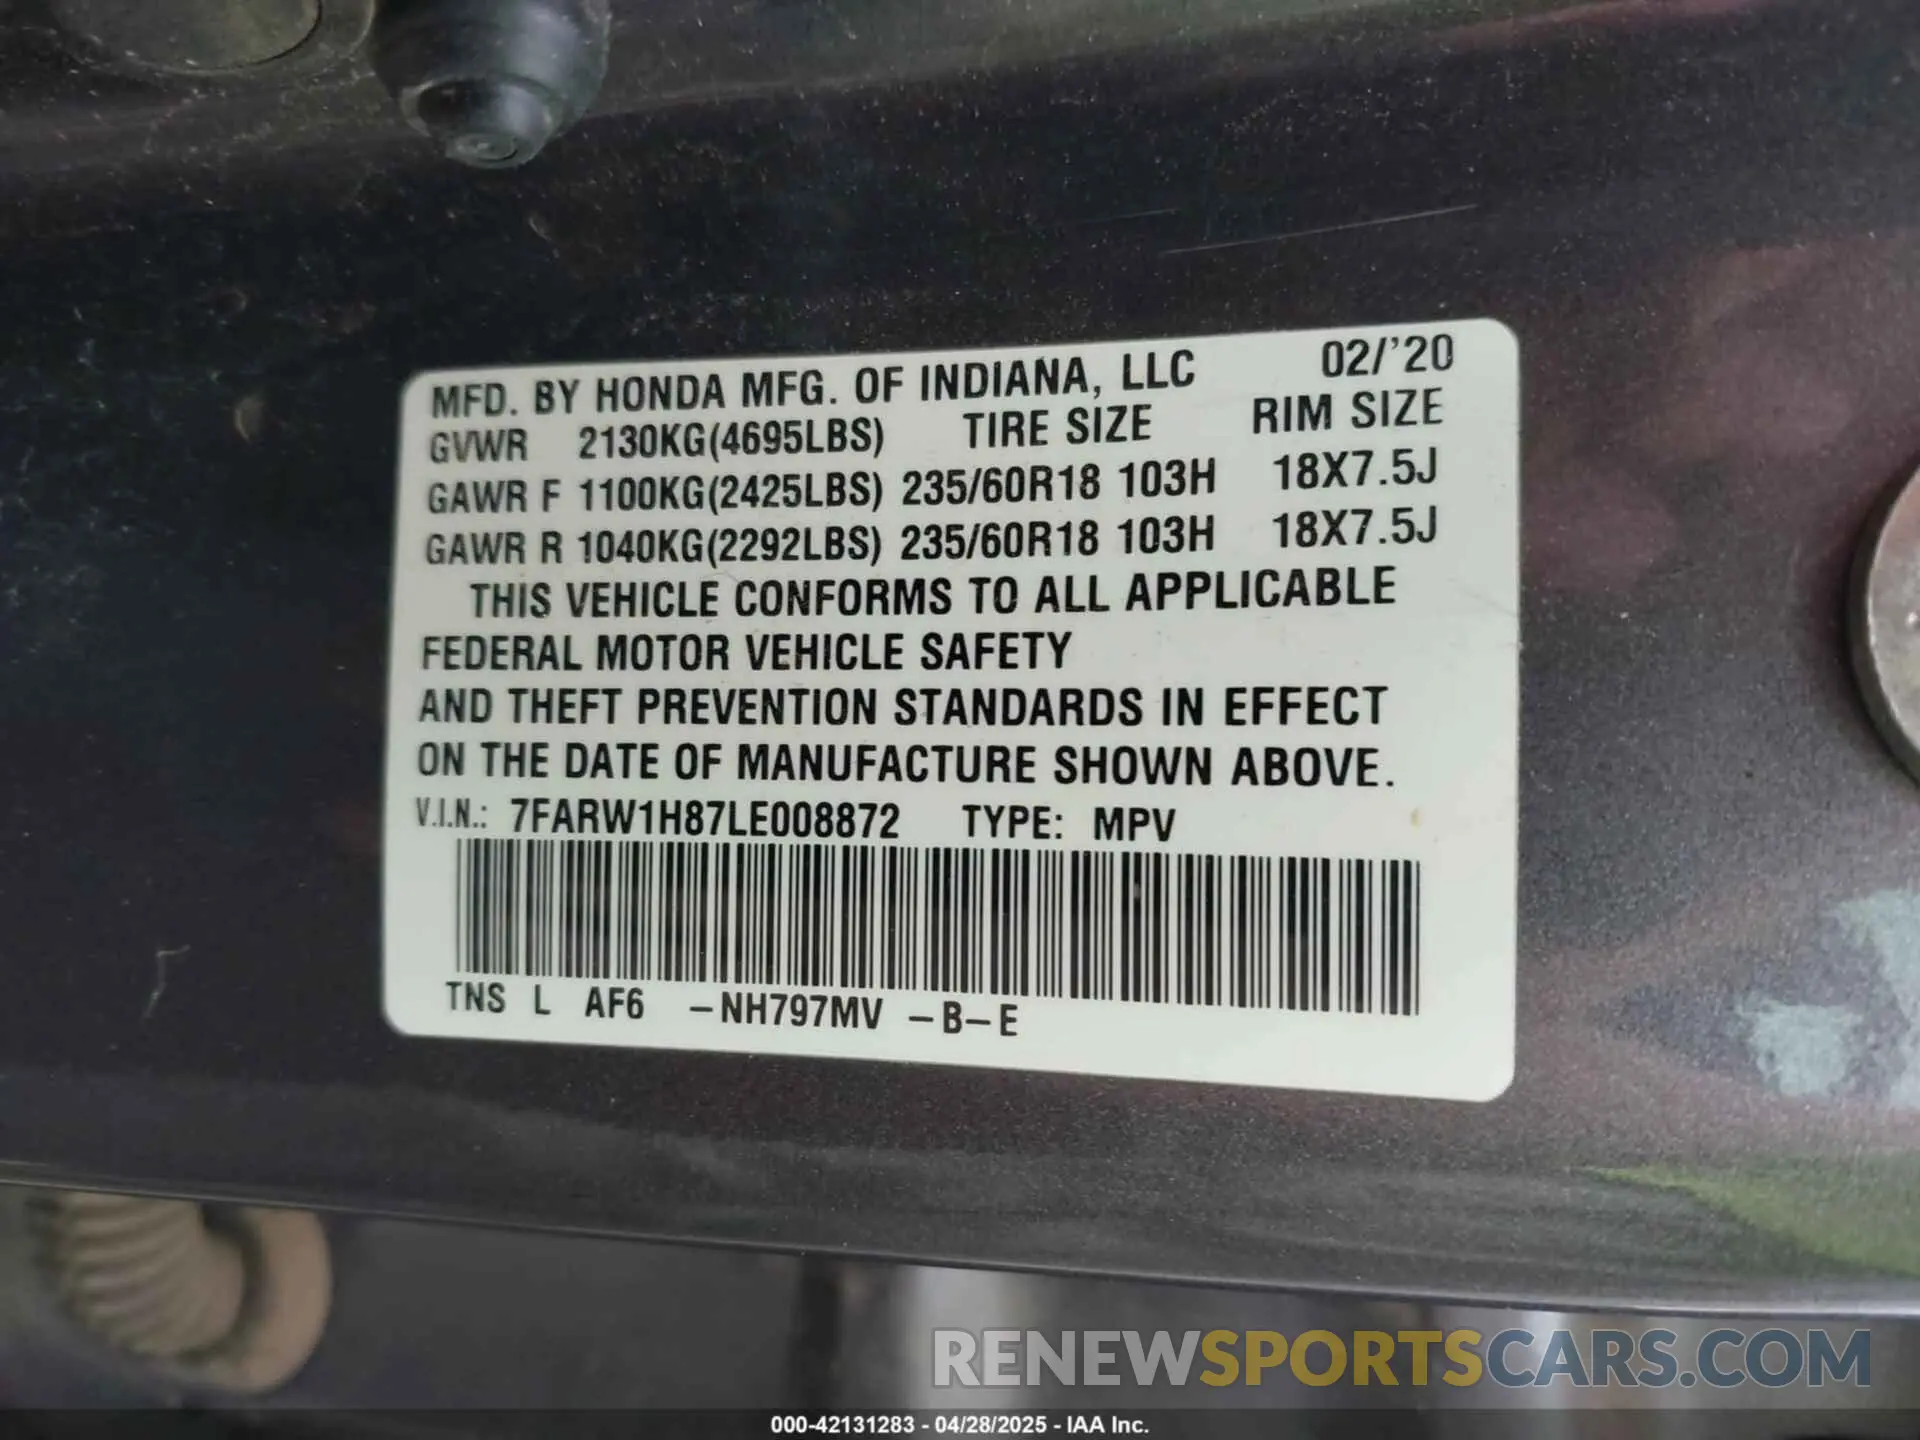 MFD. BY HONDA MFG. OF INDIANA, LLC 02/'20
GVWR 2130KG(4695LBS) TIRE SIZE RIM SIZE
GAWR F 1100KG(2425LBS) 235/60R18 103H 18X7.5J
GAWR R 1040KG(2292LBS) 235/60R18 103H 18X7.5J
THIS VEHICLE CONFORMS TO ALL APPLICABLE
FEDERAL MOTOR VEHICLE SAFETY
AND THEFT PREVENTION STANDARDS IN EFFECT
ON THE DATE OF MANUFACTURE SHOWN ABOVE.
V.I.N.: 7FARW1H87LE008872 TYPE: MPV
TNS L AF6 -NH797MV -B-E
RENEWSPORTSCARS.COM
000-42131283 - 04/28/2025 - IAA Inc.